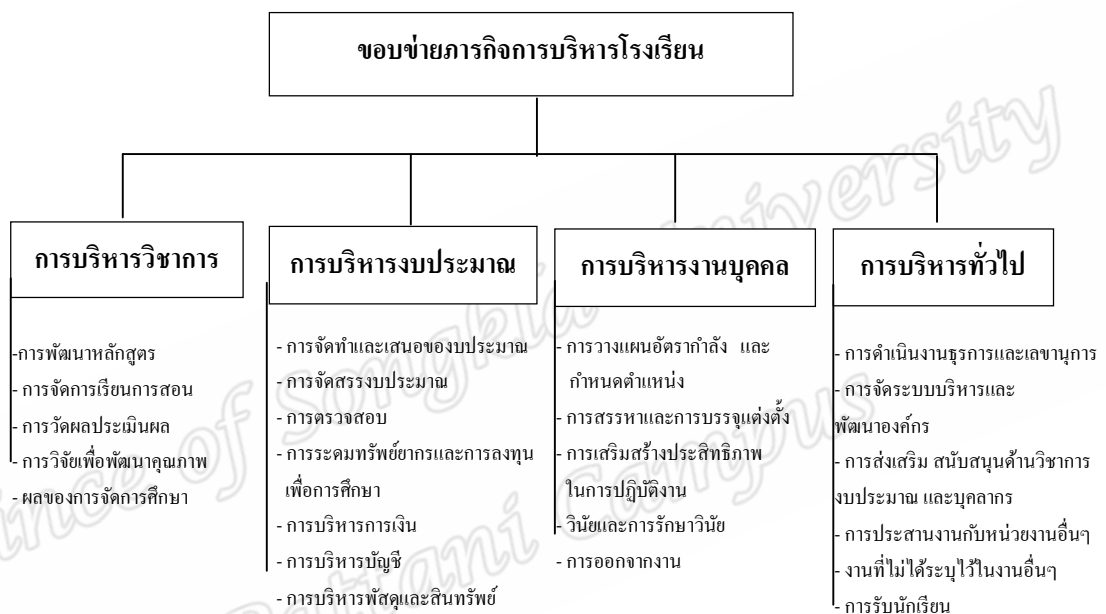 ขอบข่ายภารกิจการบริหารโรงเรียน
การบริหารวิชาการ
-การพัฒนาหลักสูตร
- การจัดการเรียนการสอน
- การวัดผลประเมินผล
- การวิจัยเพื่อพัฒนาคุณภาพ
- ผลของการจัดการศึกษา
การบริหารงบประมาณ
- การจัดทำและเสนอของบประมาณ
- การจัดสรรงบประมาณ
- การตรวจสอบ
- การระดมทรัพย์ยากรและการลงทุน
เพื่อการศึกษา
- การบริหารการเงิน
- การบริหารบัญชี
- การบริหารพัสดุและสินทรัพย์
การบริหารงานบุคคล
- การวางแผนอัตรากำลัง และ
กำหนดตำแหน่ง
- การสรรหาและการบรรจุแต่งตั้ง
- การเสริมสร้างประสิทธิภาพ
ในการปฏิบัติงาน
- วินัยและการรักษาวินัย
- การออกจากงาน
การบริหารทั่วไป
- การดำเนินงานธุรการและเลขานุการ
- การจัดระบบบริหารและ
พัฒนาองค์กร
- การส่งเสริม สนับสนุนด้านวิชาการ
งบประมาณ และบุคลากร
- การประสานงานกับหน่วยงานอื่นๆ
- งานที่ไม่ได้ระบุไว้ในงานอื่นๆ
- การรับนักเรียน
ince of Songkla University
Pattani Campus